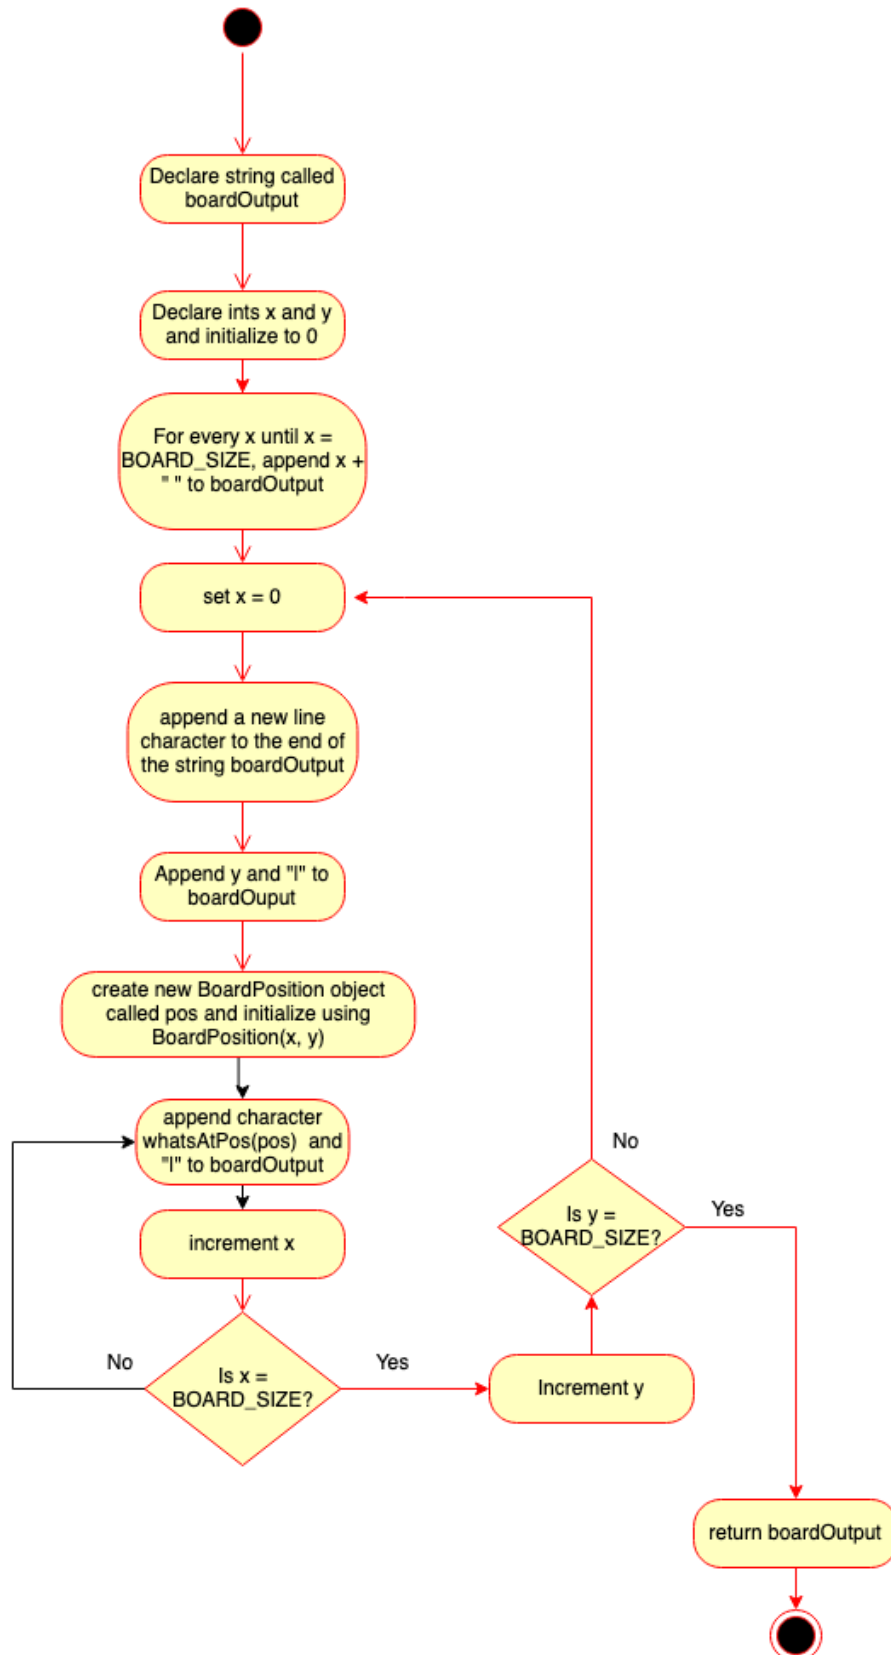 Declare string called
boardOutput
Declare ints x and y
and initialize to 0
For every x until x =
BOARD_SIZE, append x +
" " to boardOutput
set x = 0
append a new line
character to the end of
the string boardOutput
Append y and "l" to
boardOuput
create new BoardPosition object
called pos and initialize using
BoardPosition(x, y)
append character
whatsAtPos(pos) and
"l" to boardOutput
increment x
Is x =
BOARD_SIZE?
No
Yes
Increment y
Is y =
BOARD_SIZE?
No
Yes
return boardOutput